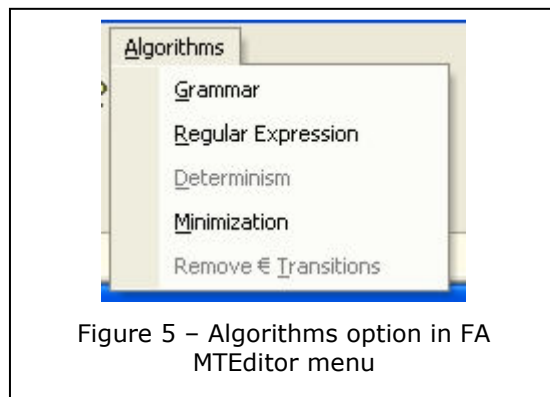 Algorithms
Grammar
Regular Expression
Determinism
Minimization
Remove € Transitions
Figure 5 – Algorithms option in FA
MTEditor menu